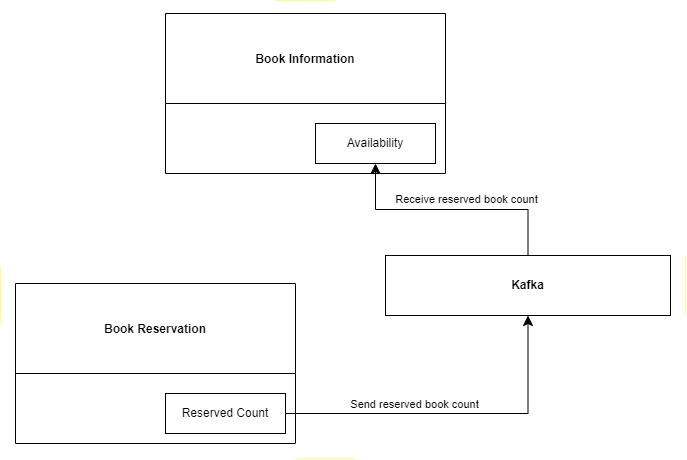 Book Information
Availability
Receive reserved book count
Kafka
Book Reservation
Reserved Count
Send reserved book count